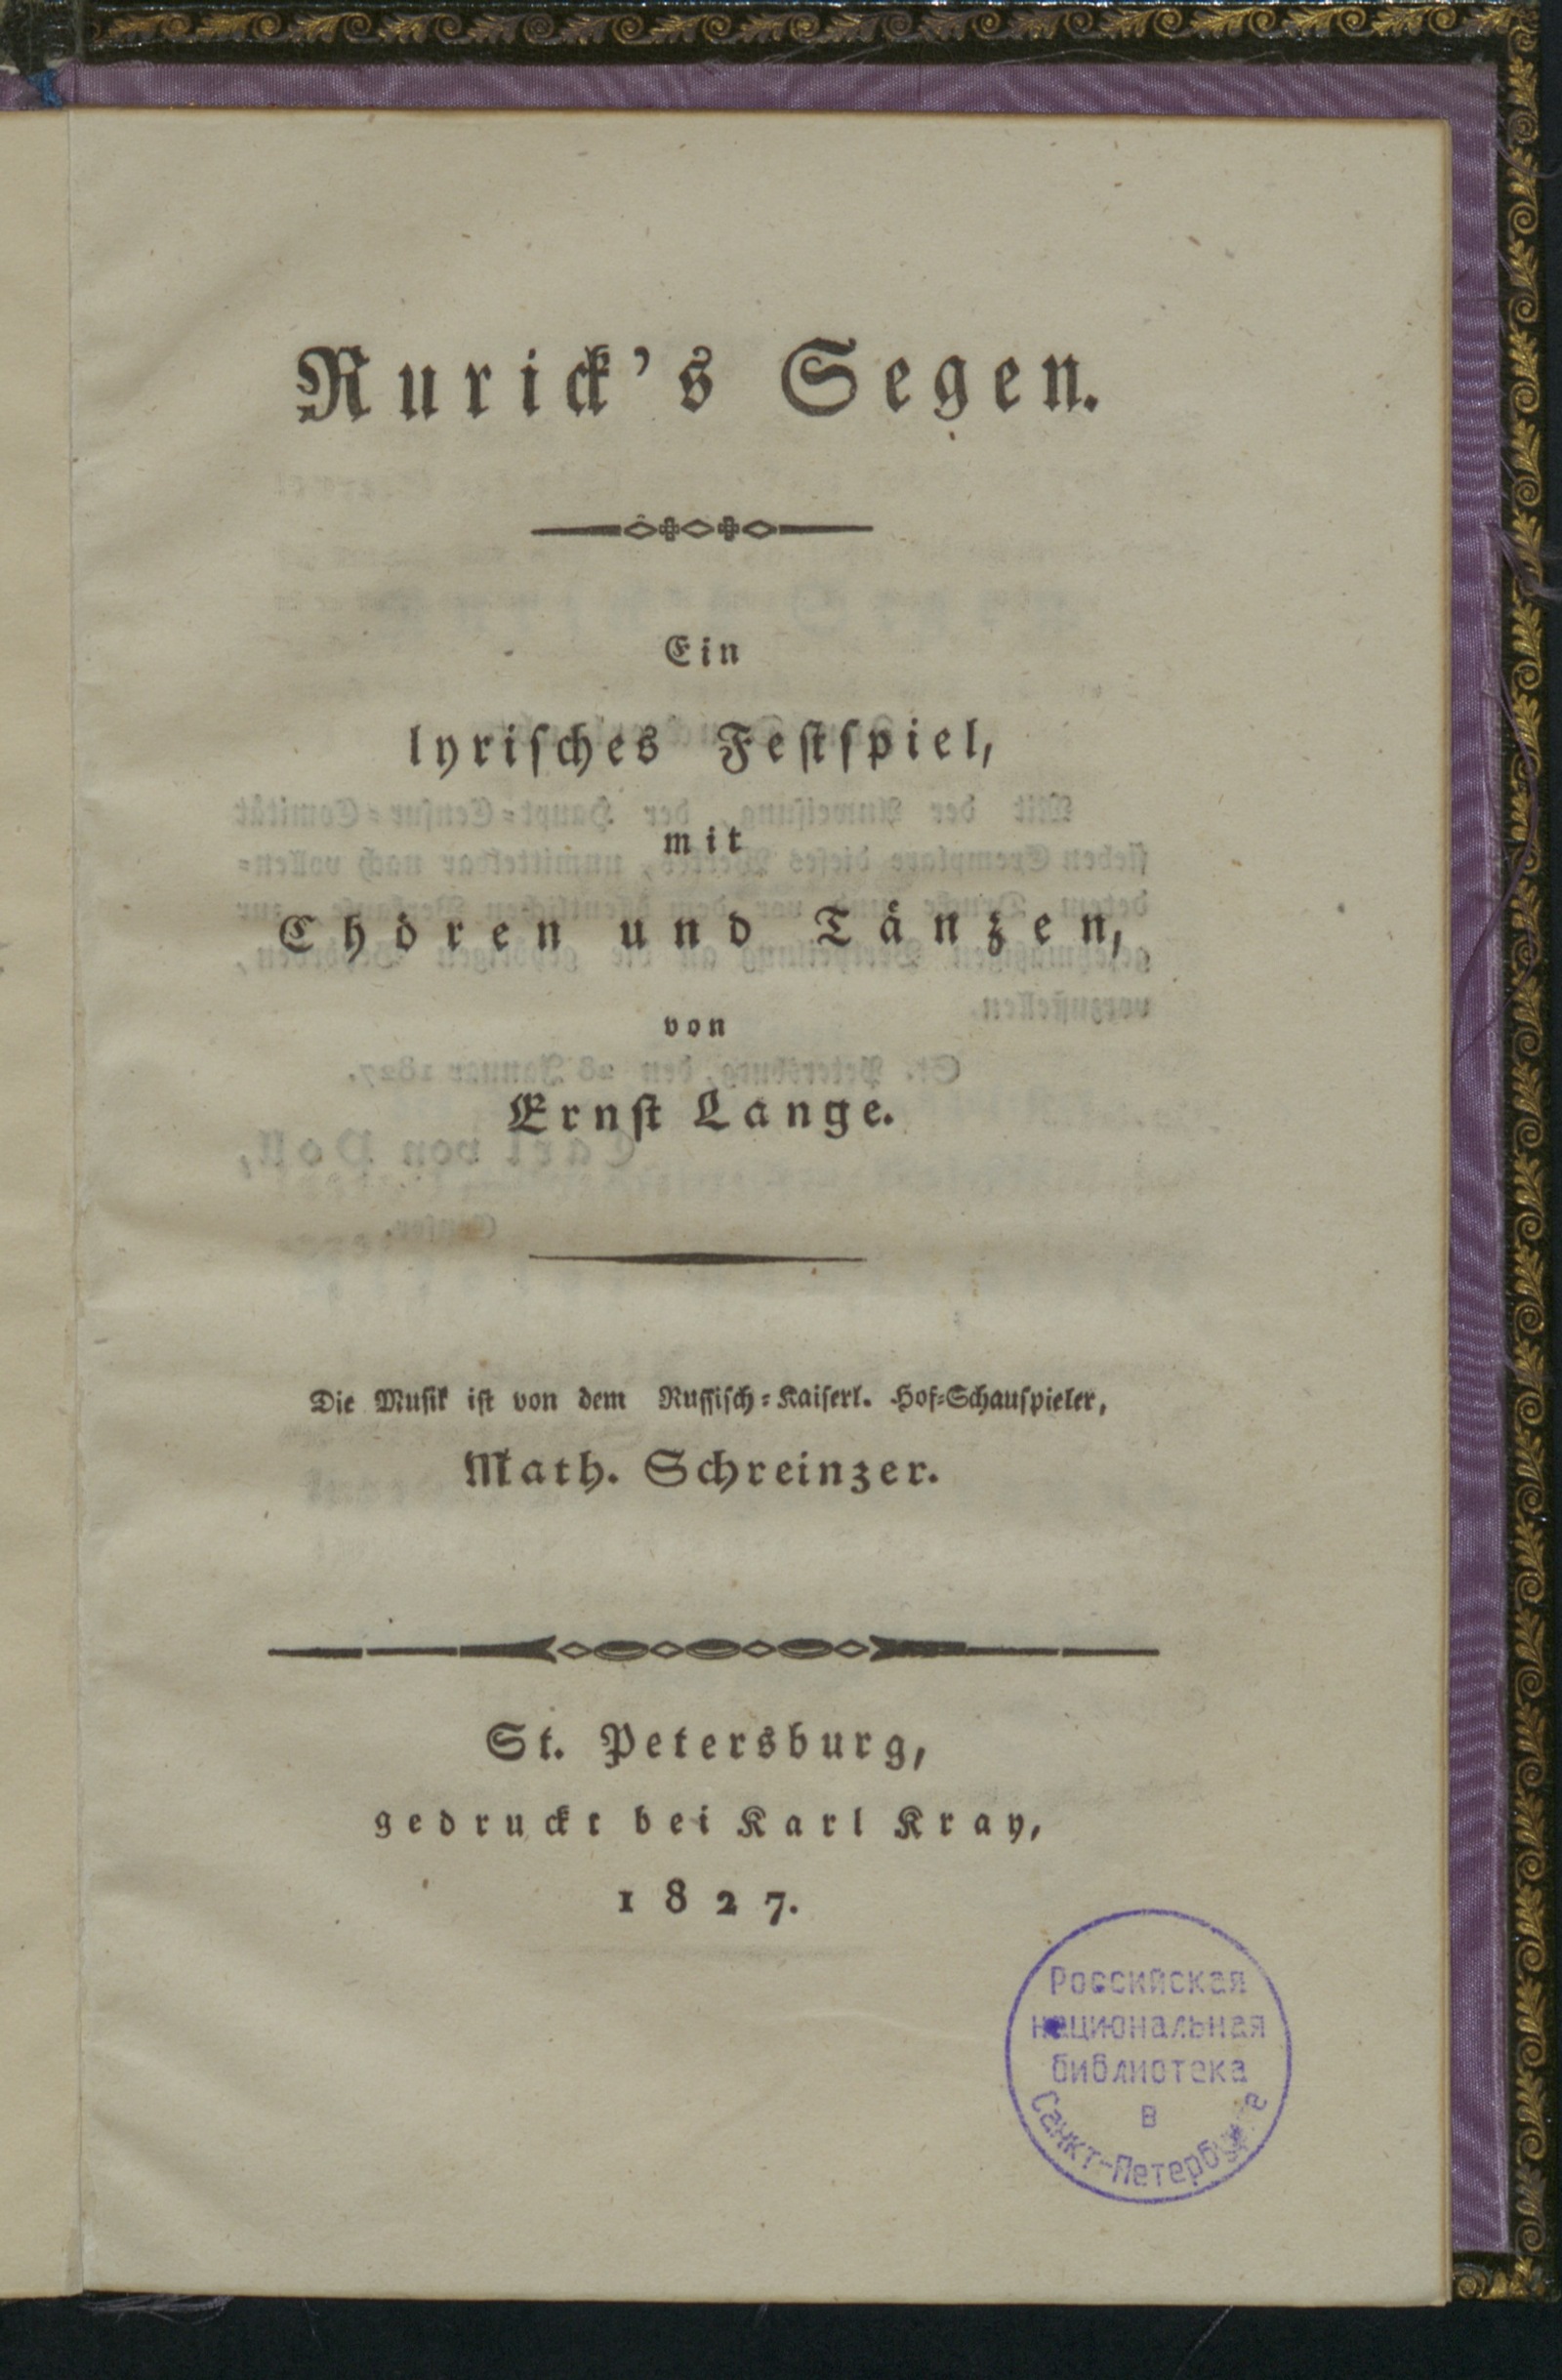 Rurick's Segen.
Ein
lyriſches Feſtſpiel,
mit
Chören und Tänzen,
von
Ernſt Lange.
Die Muſik iſt von dem Ruſſiſch-Kaiſerl. Hof-Schauſpieler,
Math. Schreinzer.
St. Petersburg,
gedruckt bei Karl Kray,
1827.
Российская
национальная
библиотека
в
Санкт-Петербурге